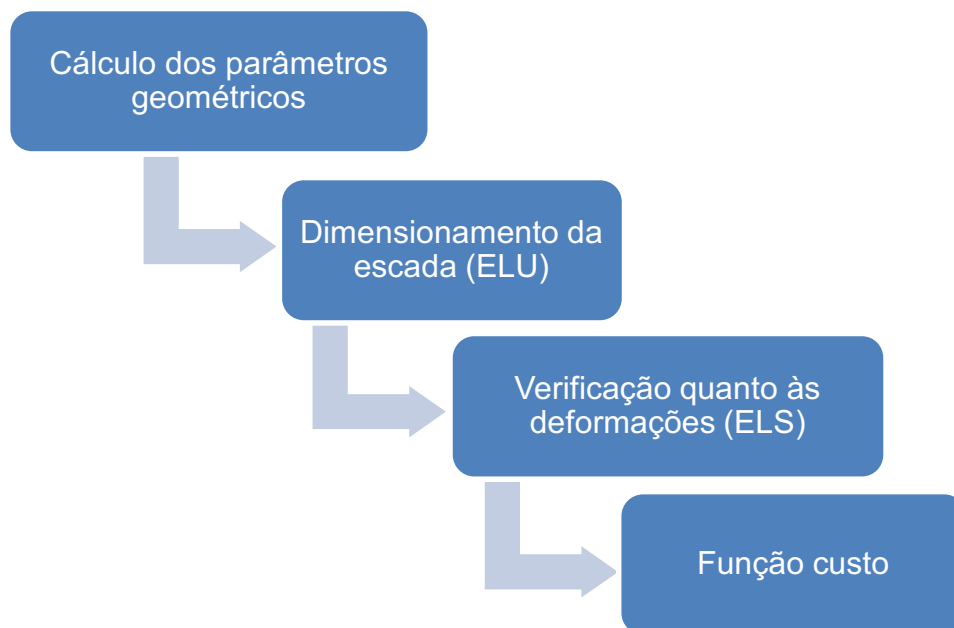 Cálculo dos parâmetros
geométricos
Dimensionamento da
escada (ELU)
Verificação quanto às
deformações (ELS)
Função custo